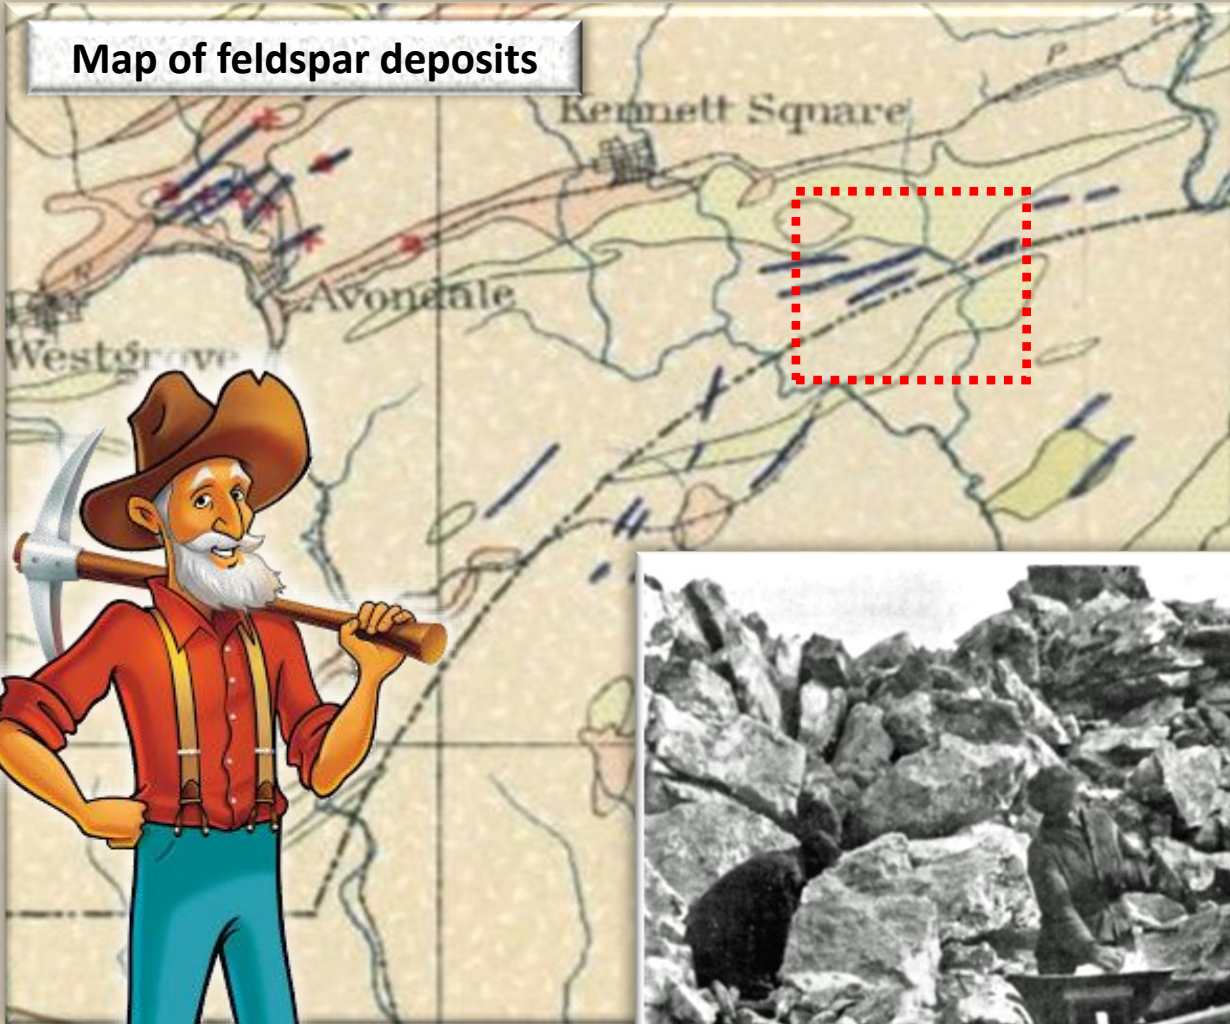 Map of feldspar deposits
Kennett Square
P
Avondale
Westgrove